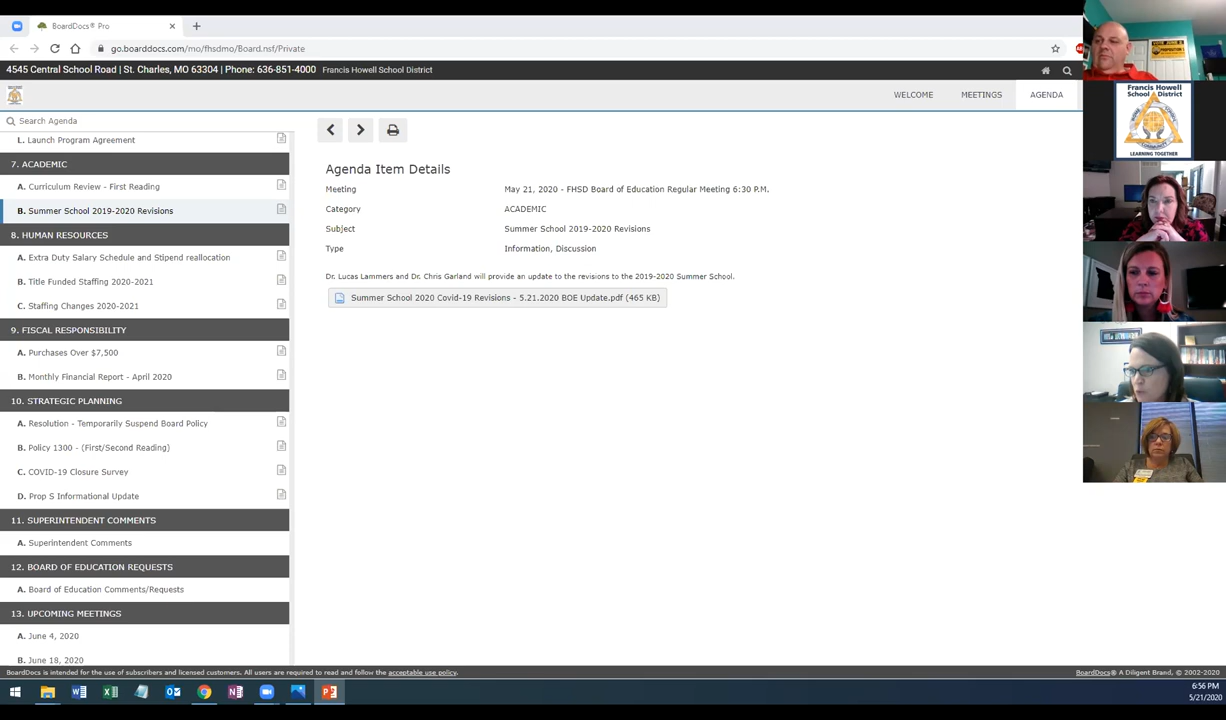 BoardDocs® Pro
go.boarddocs.com/mo/fhsdmo/Board.nsf/Private
4545 Central School Road | St. Charles, MO 63304 | Phone: 636-851-4000 Francis Howell School District
WELCOME MEETINGS AGENDA
Search Agenda
L. Launch Program Agreement
7. ACADEMIC
A. Curriculum Review - First Reading
B. Summer School 2019-2020 Revisions
8. HUMAN RESOURCES
A. Extra Duty Salary Schedule and Stipend reallocation
B. Title Funded Staffing 2020-2021
C. Staffing Changes 2020-2021
9. FISCAL RESPONSIBILITY
A. Purchases Over $7,500
B. Monthly Financial Report - April 2020
10. STRATEGIC PLANNING
A. Resolution - Temporarily Suspend Board Policy
B. Policy 1300 - (First/Second Reading)
C. COVID-19 Closure Survey
D. Prop S Informational Update
11. SUPERINTENDENT COMMENTS
A. Superintendent Comments
12. BOARD OF EDUCATION REQUESTS
A. Board of Education Comments/Requests
13. UPCOMING MEETINGS
A. June 4, 2020
B. June 18, 2020
Agenda Item Details
Meeting May 21, 2020 - FHSD Board of Education Regular Meeting 6:30 P.M.
Category ACADEMIC
Subject Summer School 2019-2020 Revisions
Type Information, Discussion
Dr. Lucas Lammers and Dr. Chris Garland will provide an update to the revisions to the 2019-2020 Summer School.
Summer School 2020 Covid-19 Revisions - 5.21.2020 BOE Update.pdf (465 KB)
Francis Howell
School District
LEARNING TOGETHER
BoardDocs is intended for the use of subscribers and licensed customers. All users are required to read and follow the acceptable use policy.
BoardDocs® A Diligent Brand, © 2002-2020
6:56 PM
5/21/2020